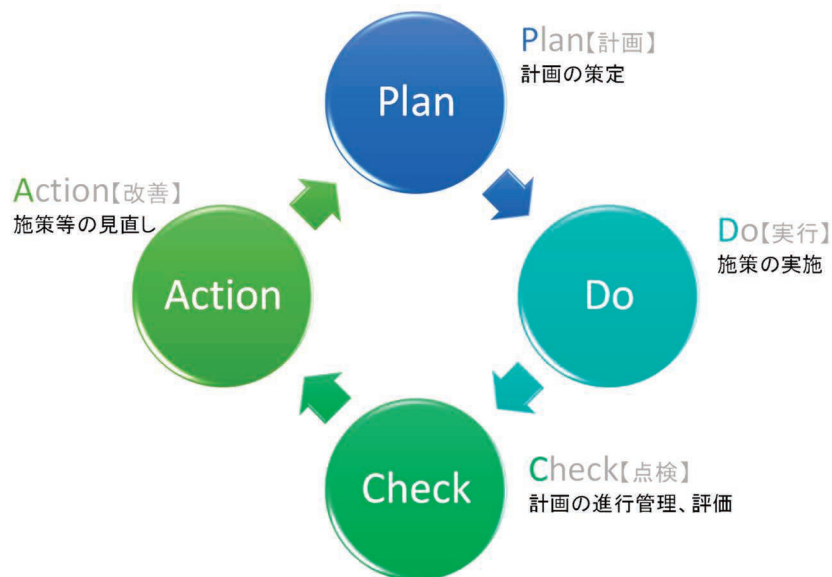 Plan
Plan【計画】
計画の策定
Do
Do【実行】
施策の実施
Check
Check【点検】
計画の進行管理、評価
Action
Action【改善】
施策等の見直し